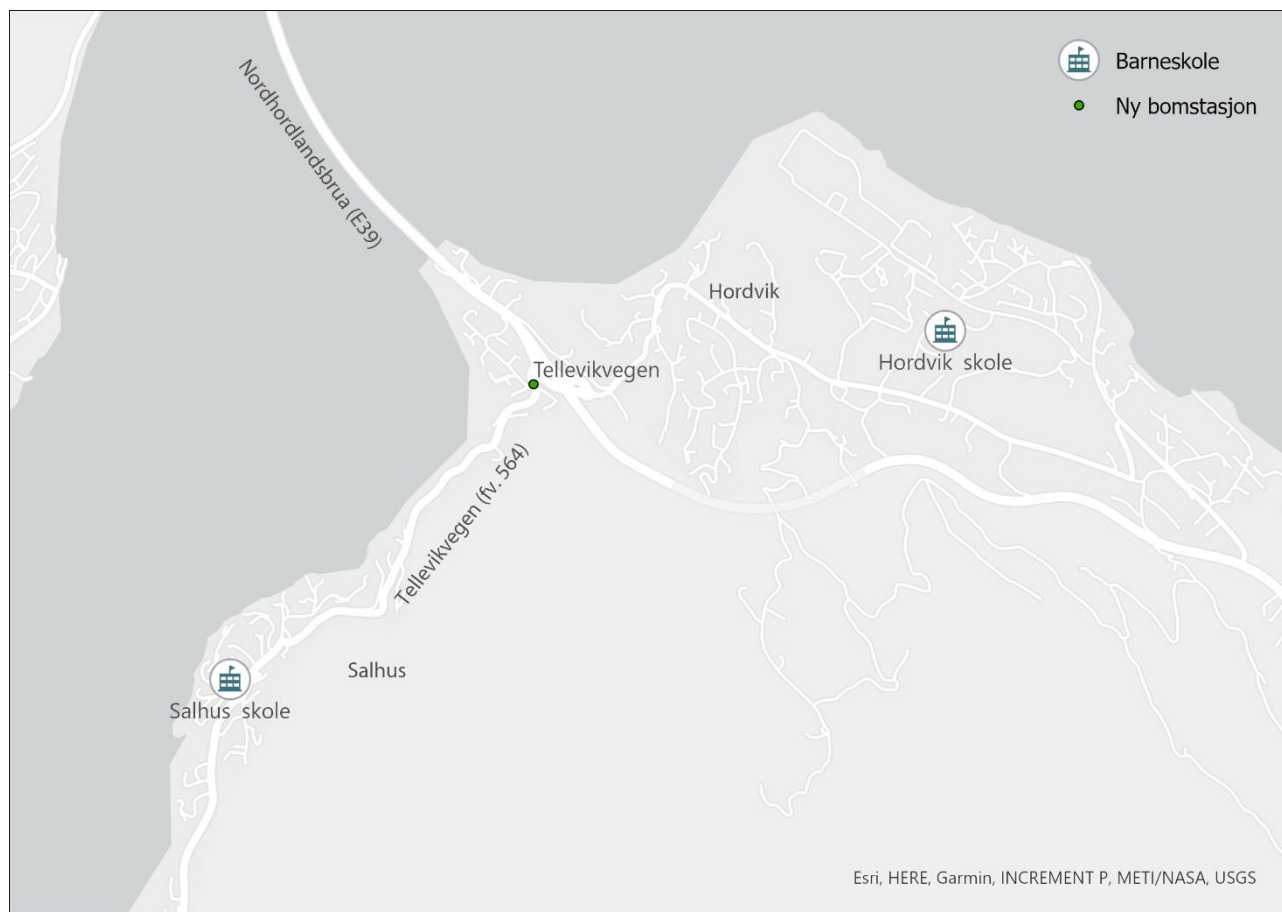 Barneskole
Ny bomstasjon
Nordhordlandsbrua (E39)
Hordvik
Hordvik skole
Tellevikvegen
Tellevikvegen (fv. 564)
Salhus
Salhus skole
Esri, HERE, Garmin, INCREMENT P, METI/NASA, USGS